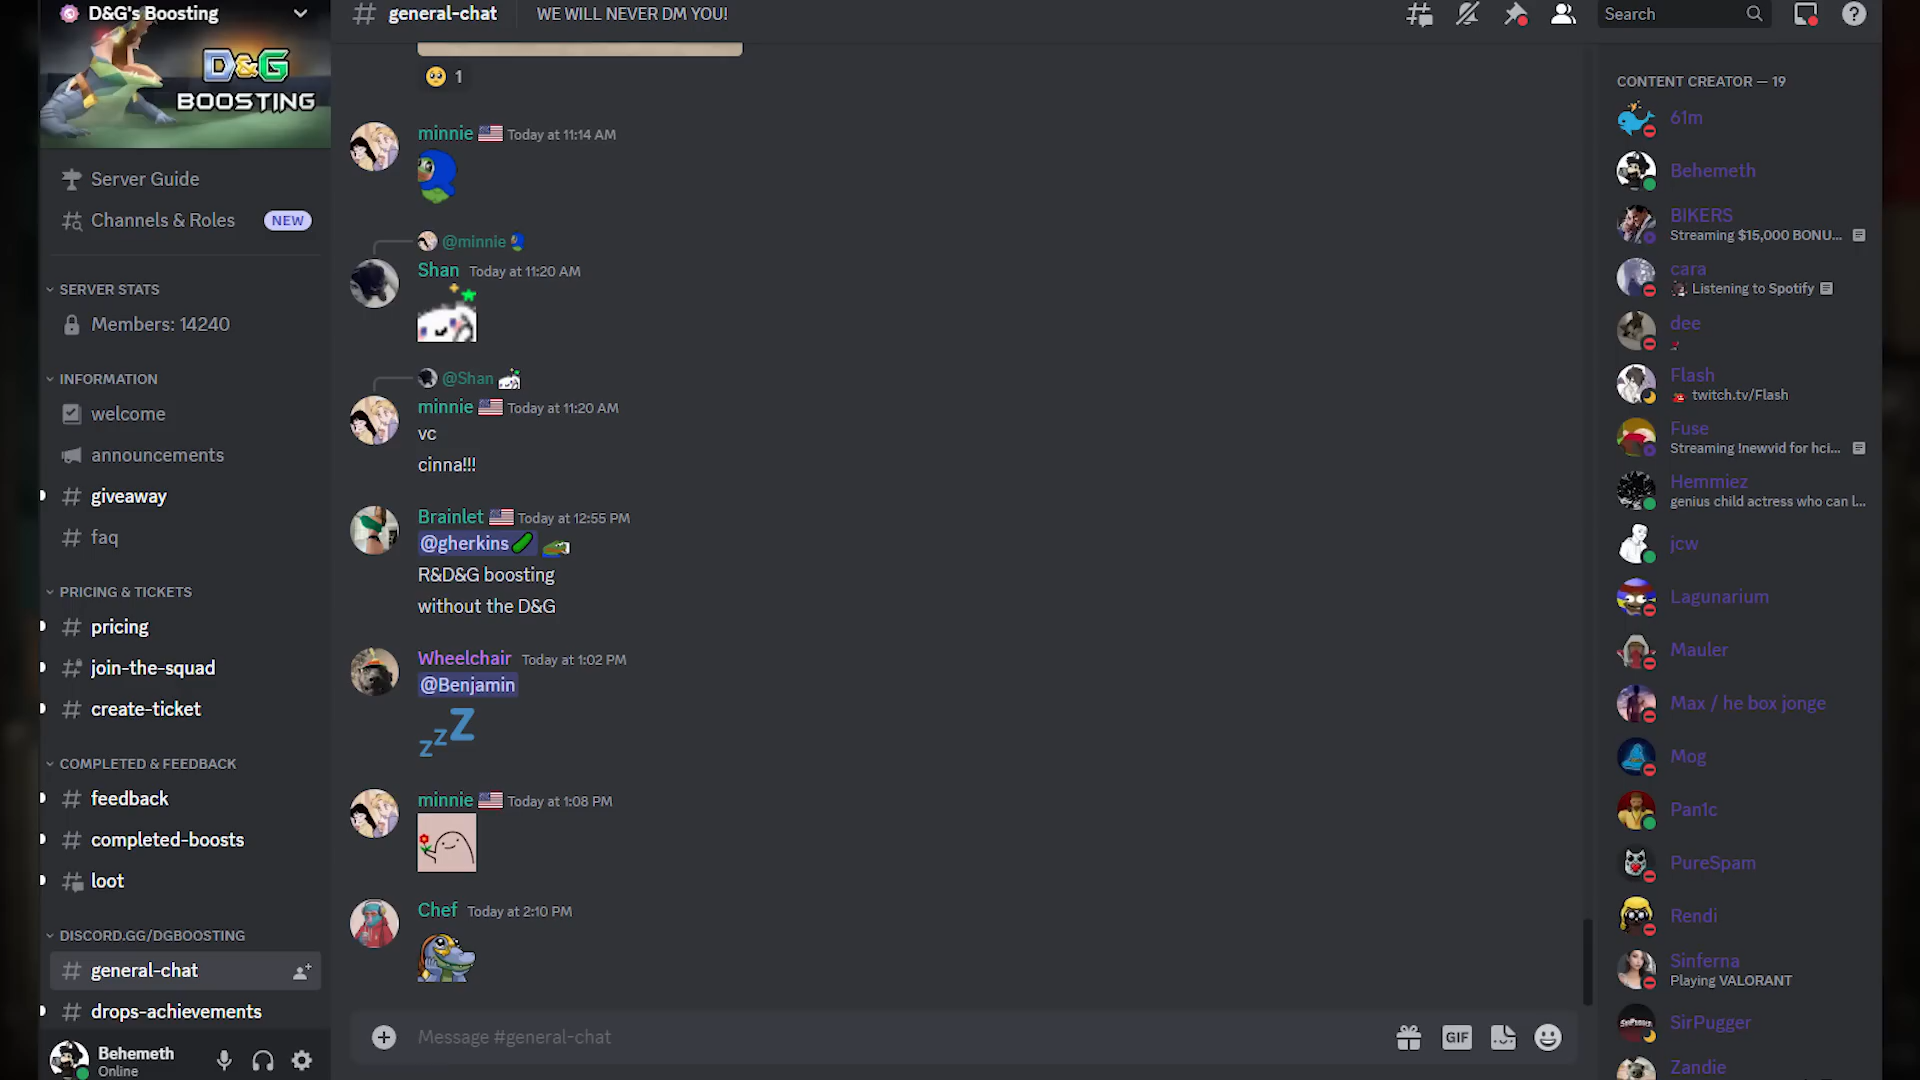 D&G's Boosting
D&G
BOOSTING
Server Guide
Channels & Roles NEW
SERVER STATS
Members: 14240
INFORMATION
welcome
announcements
giveaway
faq
PRICING & TICKETS
pricing
join-the-squad
create-ticket
COMPLETED & FEEDBACK
feedback
completed-boosts
loot
DISCORD.GG/DGBOOSTING
general-chat
drops-achievements
Behemeth
Online
general-chat WE WILL NEVER DM YOU!
Search
1
minnie Today at 11:14 AM
@minnie
Shan Today at 11:20 AM
@Shan
minnie Today at 11:20 AM
vc
cinna!!!
Brainlet Today at 12:55 PM
@gherkins
R&D&G boosting
without the D&G
Wheelchair Today at 1:02 PM
@Benjamin
zzZ
minnie Today at 1:08 PM
Chef Today at 2:10 PM
Message #general-chat
GIF
CONTENT CREATOR — 19
61m
Behemeth
BIKERS
Streaming $15,000 BONU...
cara
Listening to Spotify
dee
Flash
twitch.tv/Flash
Fuse
Streaming !newvid for hci...
Hemmiez
genius child actress who can l...
jcw
Lagunarium
Mauler
Max / he box jonge
Mog
Pan1c
PureSpam
Rendi
Sinferna
Playing VALORANT
SirPugger
Zandie